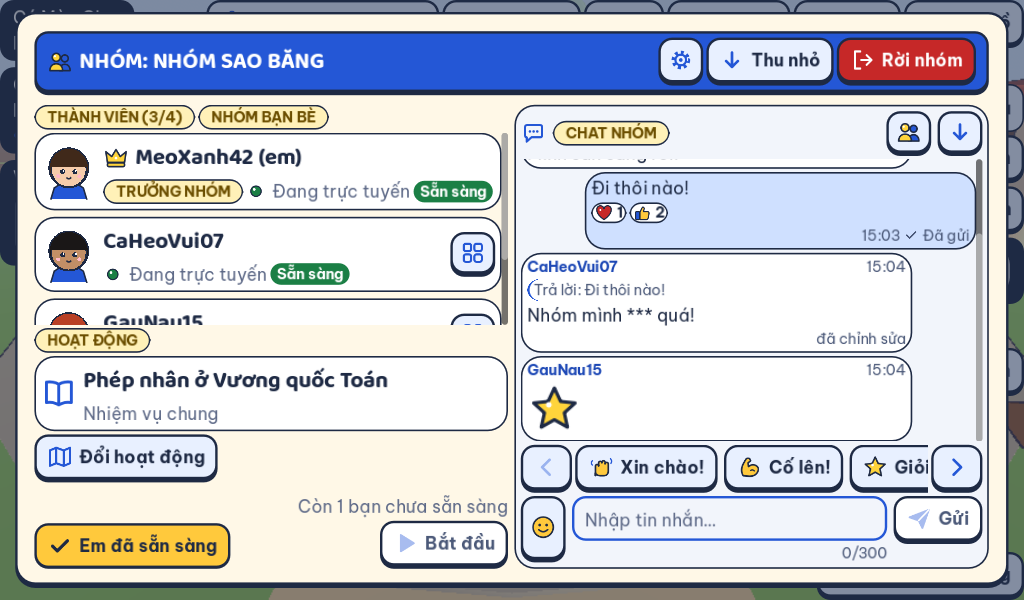 NHÓM: NHÓM SAO BĂNG
Thu nhỏ
Rời nhóm
THÀNH VIÊN (3/4)
NHÓM BẠN BÈ
MeoXanh42 (em)
TRƯỞNG NHÓM
Đang trực tuyến
Sẵn sàng
CaHeoVui07
Đang trực tuyến
Sẵn sàng
GauNau15
HOẠT ĐỘNG
Phép nhân ở Vương quốc Toán
Nhiệm vụ chung
Đổi hoạt động
Còn 1 bạn chưa sẵn sàng
Em đã sẵn sàng
Bắt đầu
CHAT NHÓM
Đi thôi nào!
1
2
15:03
Đã gửi
CaHeoVui07
15:04
Trả lời: Đi thôi nào!
Nhóm mình *** quá!
đã chỉnh sửa
GauNau15
15:04
Xin chào!
Cố lên!
Giỏi
Nhập tin nhắn...
Gửi
0/300